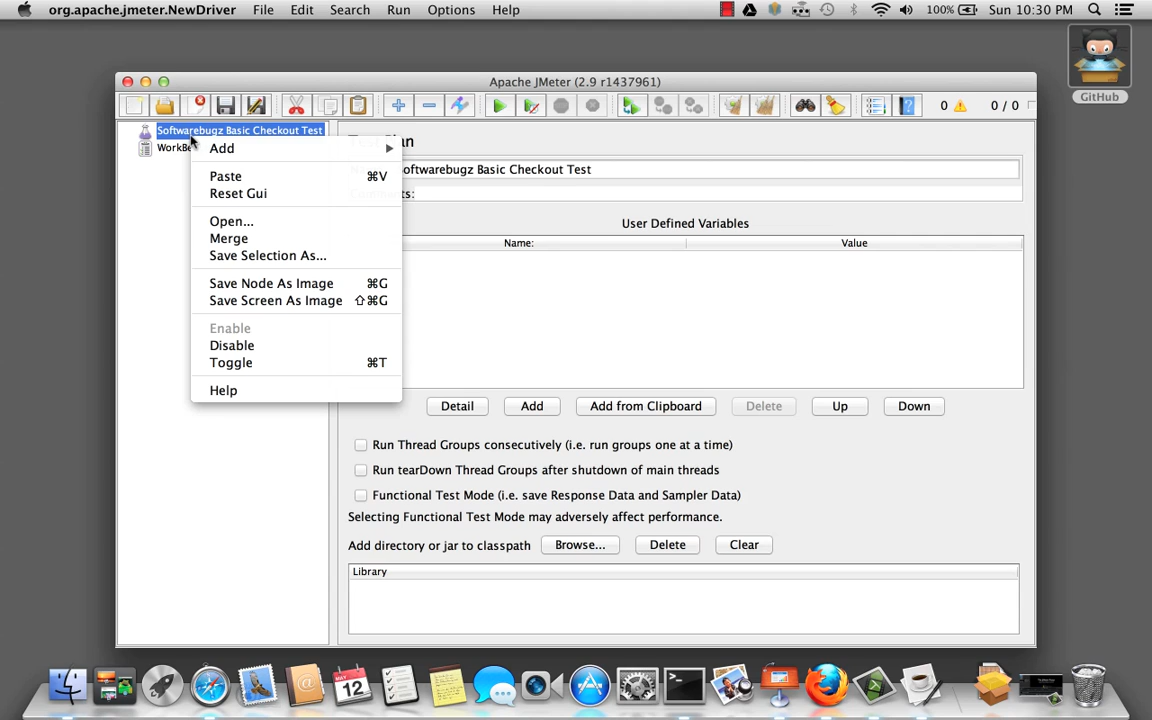 org.apache.jmeter.NewDriver File Edit Search Run Options Help 100% Sun 10:30 PM
GitHub
Apache JMeter (2.9 r1437961)
0 0 / 0
Softwarebugz Basic Checkout Test
Add
Paste ⌘V
Reset Gui
Open...
Merge
Save Selection As...
Save Node As Image ⌘G
Save Screen As Image ⇧⌘G
Enable
Disable
Toggle ⌘T
Help
oftwarebugz Basic Checkout Test
User Defined Variables
Name: Value
Detail Add Add from Clipboard Delete Up Down
Run Thread Groups consecutively (i.e. run groups one at a time)
Run tearDown Thread Groups after shutdown of main threads
Functional Test Mode (i.e. save Response Data and Sampler Data)
Selecting Functional Test Mode may adversely affect performance.
Add directory or jar to classpath Browse... Delete Clear
Library
MAY
12